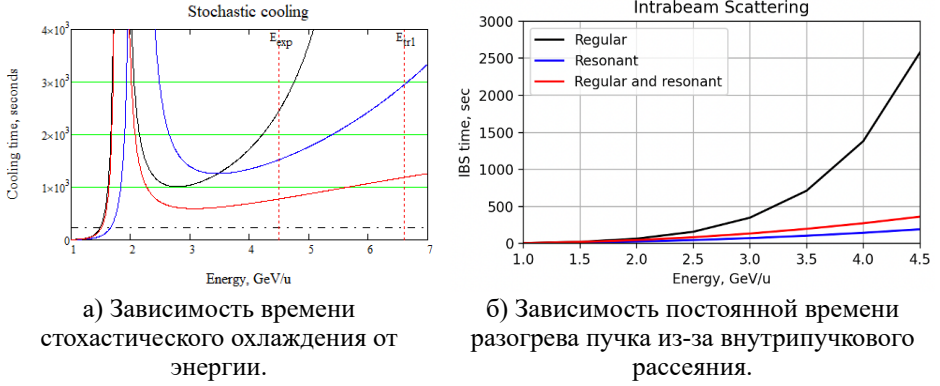 Stochastic cooling
Cooling time, seconds
4×10³
3×10³
2×10³
1×10³
0
1 2 3 4 5 6 7
E_exp
E_tr1
Energy, GeV/u
а) Зависимость времени
стохастического охлаждения от
энергии.
Intrabeam Scattering
IBS time, sec
3000
2500
2000
1500
1000
500
0
Regular
Resonant
Regular and resonant
1.0 1.5 2.0 2.5 3.0 3.5 4.0 4.5
Energy, GeV/u
б) Зависимость постоянной времени
разогрева пучка из-за внутрипучкового
рассеяния.